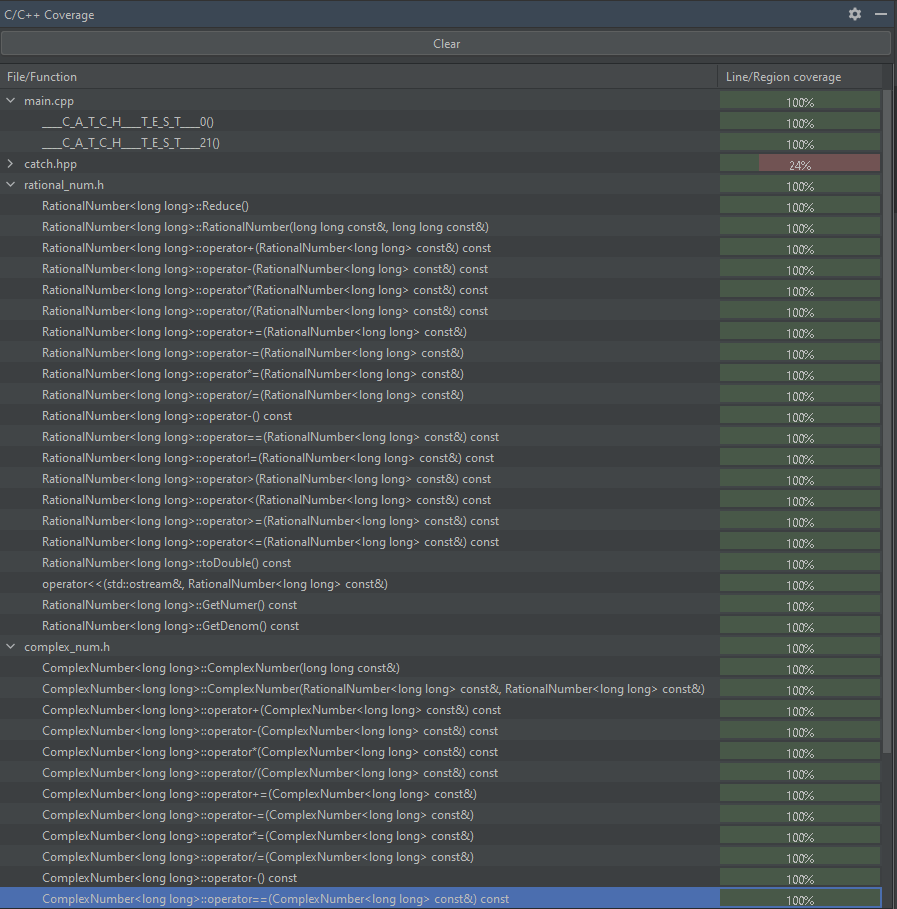 C/C++ Coverage
Clear
File/Function Line/Region coverage
main.cpp 100%
____C_A_T_C_H____T_E_S_T____0() 100%
____C_A_T_C_H____T_E_S_T____21() 100%
catch.hpp 24%
rational_num.h 100%
RationalNumber<long long>::Reduce() 100%
RationalNumber<long long>::RationalNumber(long long const&, long long const&) 100%
RationalNumber<long long>::operator+(RationalNumber<long long> const&) const 100%
RationalNumber<long long>::operator-(RationalNumber<long long> const&) const 100%
RationalNumber<long long>::operator*(RationalNumber<long long> const&) const 100%
RationalNumber<long long>::operator/(RationalNumber<long long> const&) const 100%
RationalNumber<long long>::operator+=(RationalNumber<long long> const&) 100%
RationalNumber<long long>::operator-=(RationalNumber<long long> const&) 100%
RationalNumber<long long>::operator*=(RationalNumber<long long> const&) 100%
RationalNumber<long long>::operator/=(RationalNumber<long long> const&) 100%
RationalNumber<long long>::operator-() const 100%
RationalNumber<long long>::operator==(RationalNumber<long long> const&) const 100%
RationalNumber<long long>::operator!=(RationalNumber<long long> const&) const 100%
RationalNumber<long long>::operator>(RationalNumber<long long> const&) const 100%
RationalNumber<long long>::operator<(RationalNumber<long long> const&) const 100%
RationalNumber<long long>::operator>=(RationalNumber<long long> const&) const 100%
RationalNumber<long long>::operator<=(RationalNumber<long long> const&) const 100%
RationalNumber<long long>::toDouble() const 100%
operator<<(std::ostream&, RationalNumber<long long> const&) 100%
RationalNumber<long long>::GetNumer() const 100%
RationalNumber<long long>::GetDenom() const 100%
complex_num.h 100%
ComplexNumber<long long>::ComplexNumber(long long const&) 100%
ComplexNumber<long long>::ComplexNumber(RationalNumber<long long> const&, RationalNumber<long long> const&) 100%
ComplexNumber<long long>::operator+(ComplexNumber<long long> const&) const 100%
ComplexNumber<long long>::operator-(ComplexNumber<long long> const&) const 100%
ComplexNumber<long long>::operator*(ComplexNumber<long long> const&) const 100%
ComplexNumber<long long>::operator/(ComplexNumber<long long> const&) const 100%
ComplexNumber<long long>::operator+=(ComplexNumber<long long> const&) 100%
ComplexNumber<long long>::operator-=(ComplexNumber<long long> const&) 100%
ComplexNumber<long long>::operator*=(ComplexNumber<long long> const&) 100%
ComplexNumber<long long>::operator/=(ComplexNumber<long long> const&) 100%
ComplexNumber<long long>::operator-() const 100%
ComplexNumber<long long>::operator==(ComplexNumber<long long> const&) const 100%